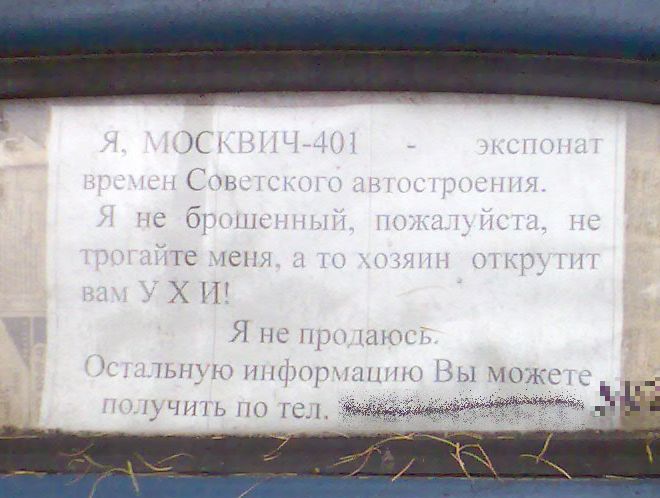 Я, МОСКВИЧ-401 - экспонат
времен Советского автостроения.
Я не брошенный, пожалуйста, не
трогайте меня, а то хозяин открутит
вам У Х И!
Я не продаюсь.
Остальную информацию Вы можете
получить по тел.